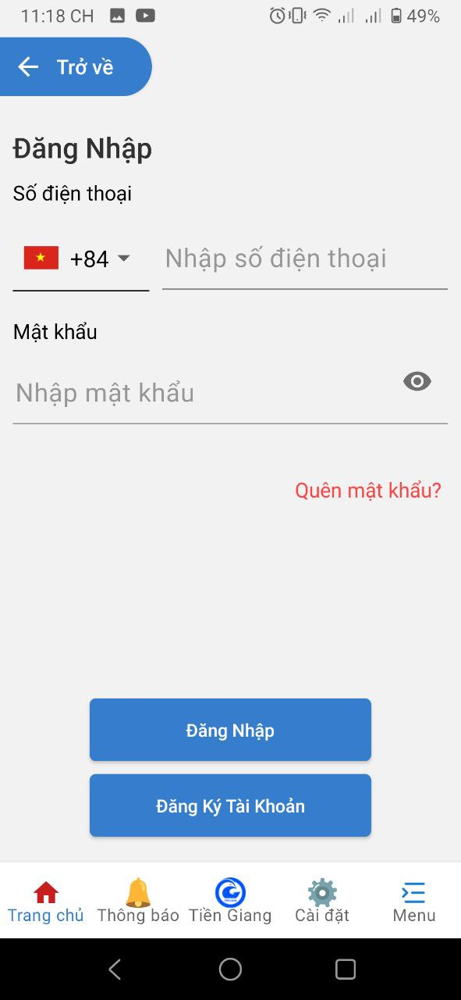 11:18 CH 49%
Trở về
Đăng Nhập
Số điện thoại
+84 Nhập số điện thoại
Mật khẩu
Nhập mật khẩu
Quên mật khẩu?
Đăng Nhập
Đăng Ký Tài Khoản
Trang chủ Thông báo Tiền Giang Cài đặt Menu